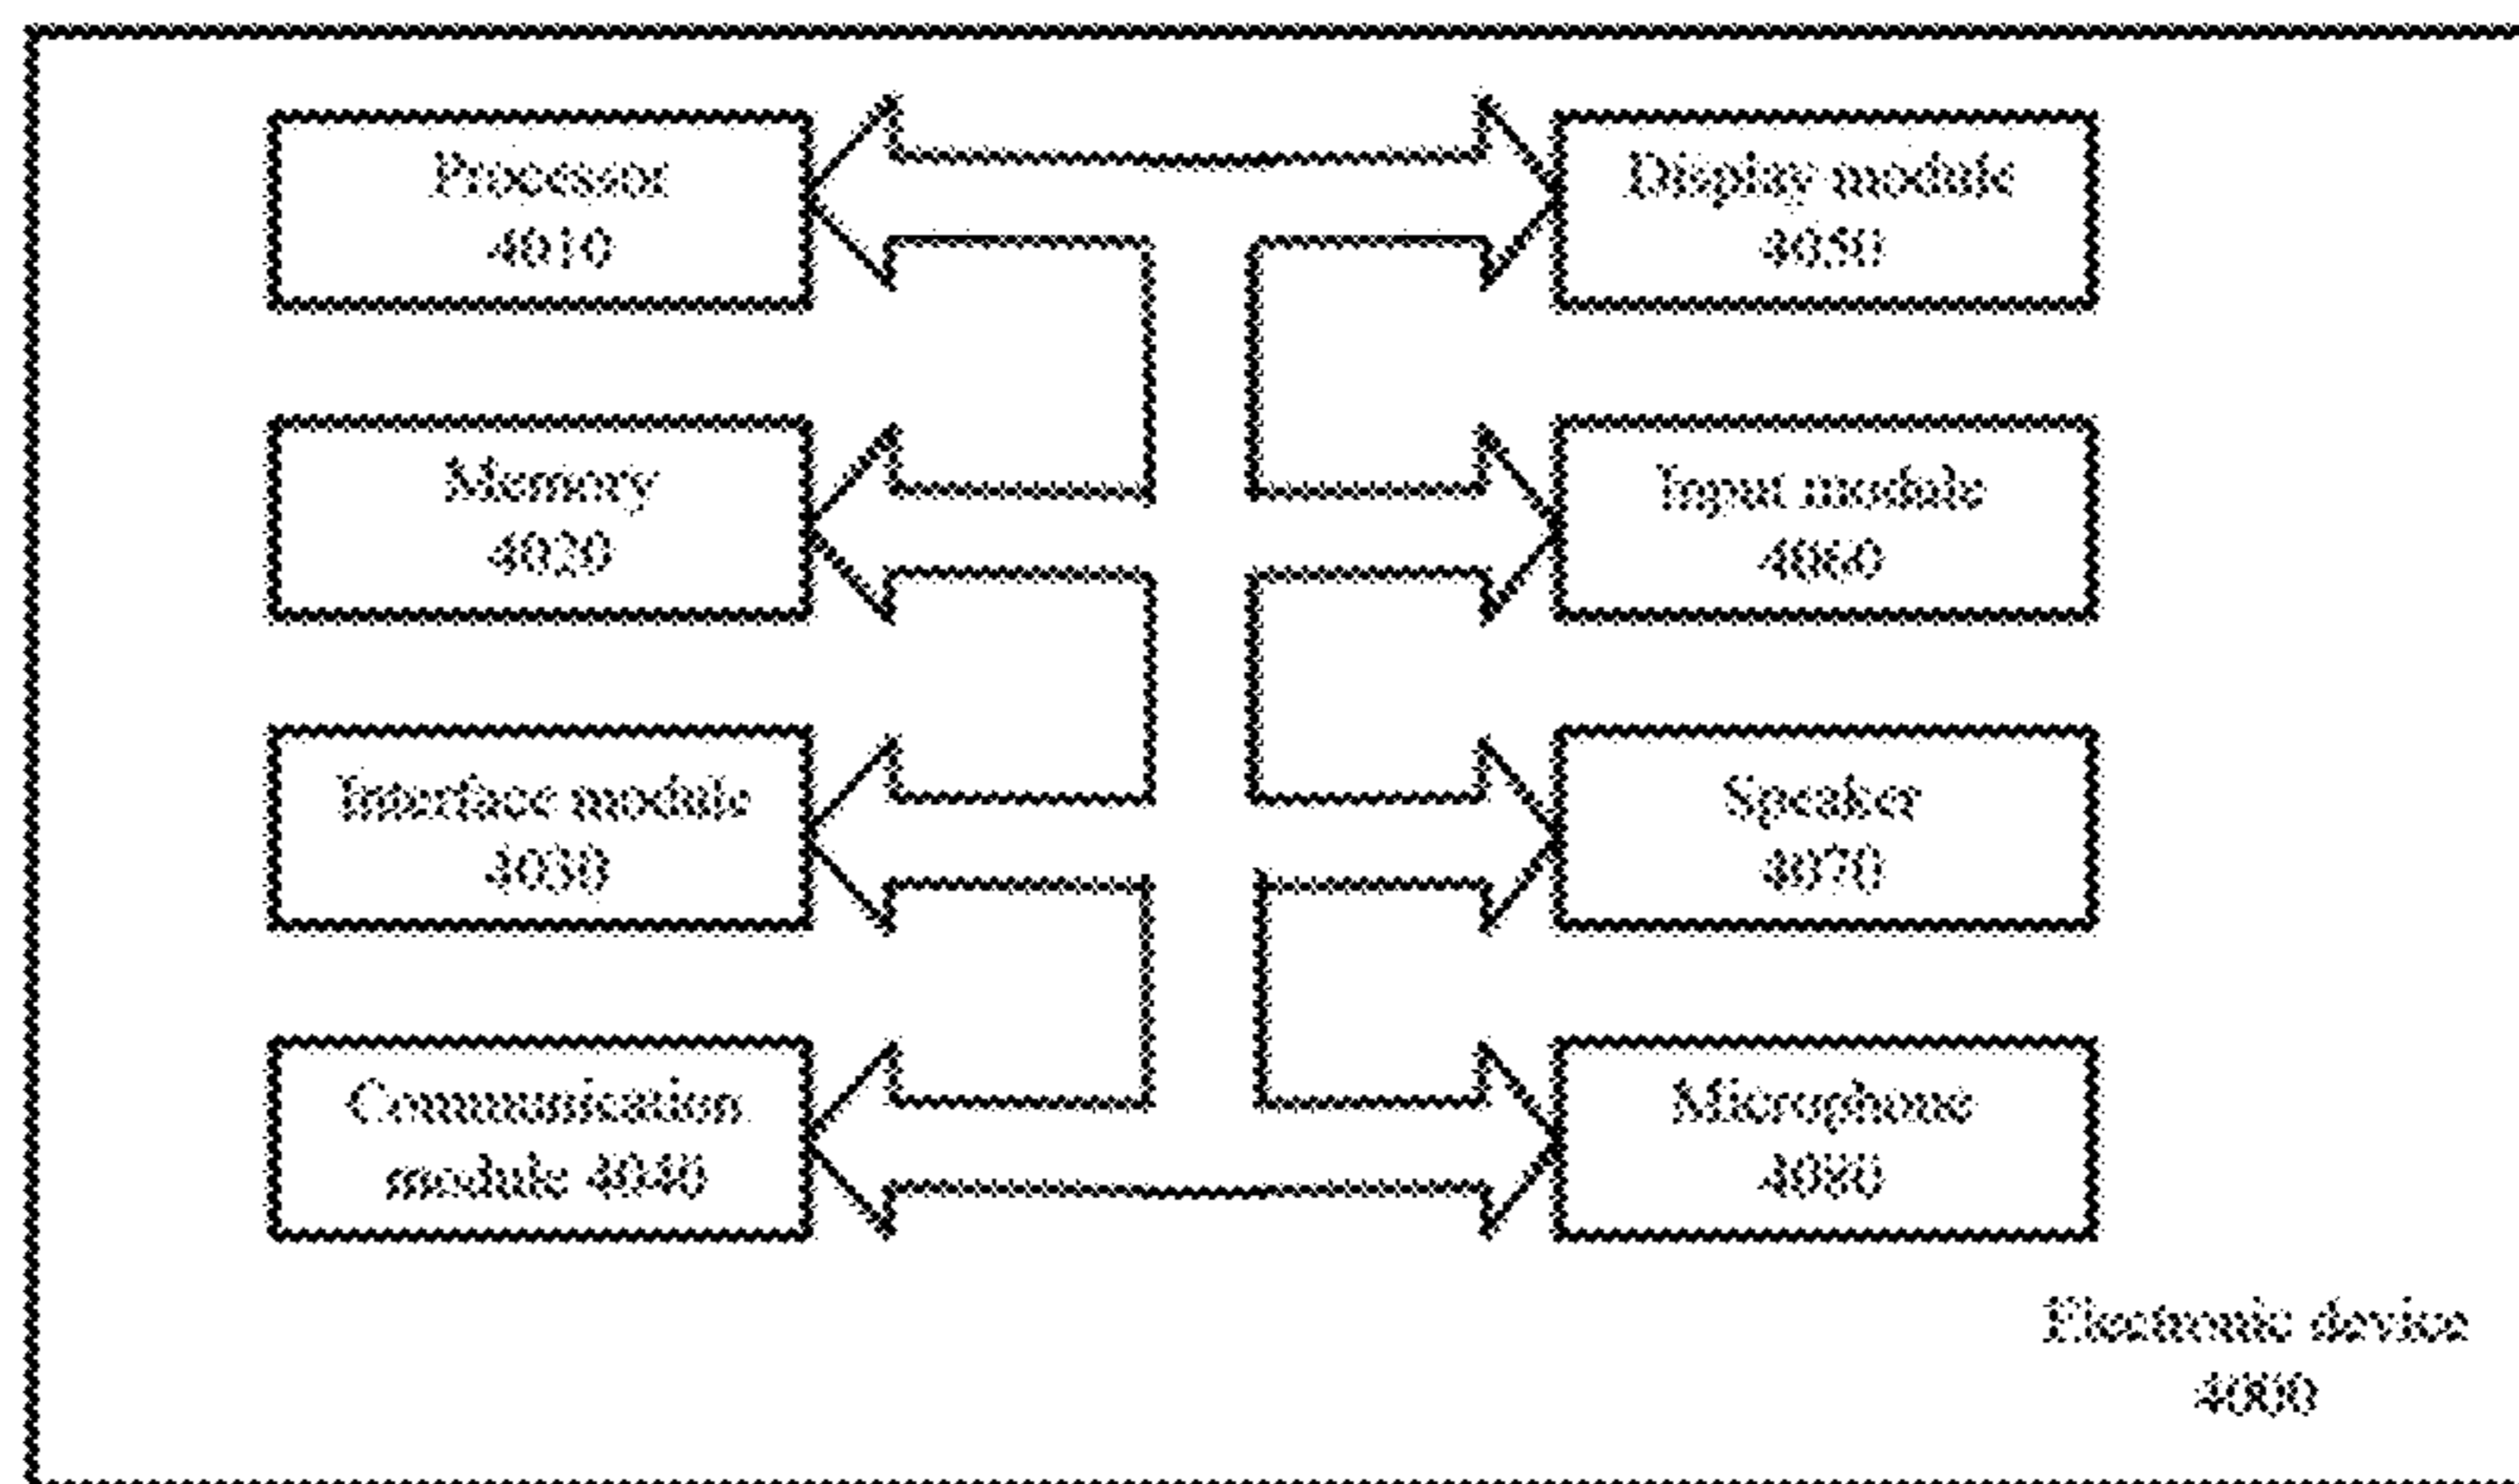 Processor
4010
Display module
4050
Memory
4020
Input module
4060
Interface module
4030
Speaker
4070
Communication
module 4040
Microphone
4080
Electronic device
4000